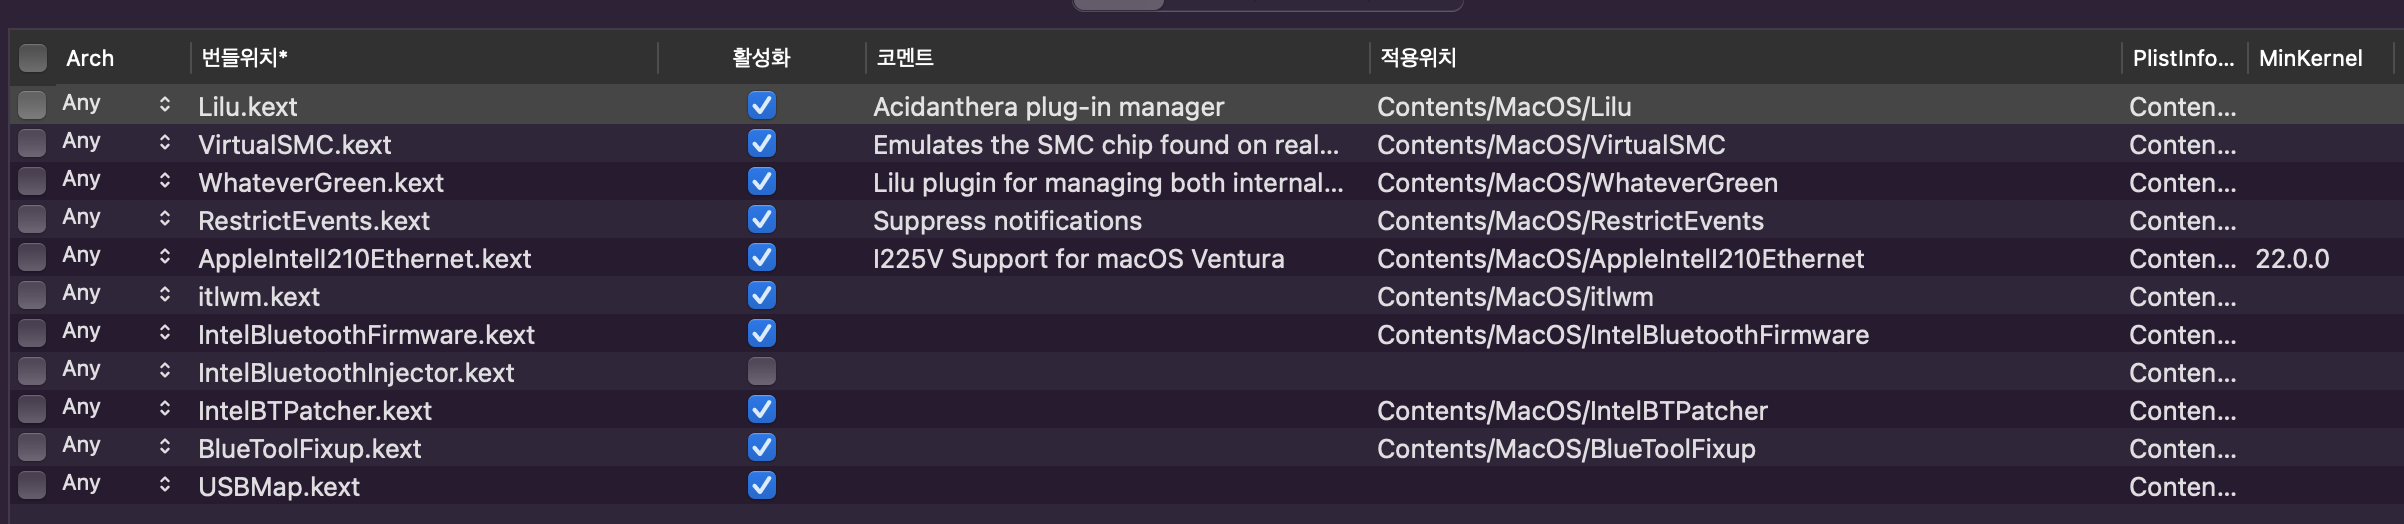 Arch 번들위치* 활성화 코멘트 적용위치 PlistInfo... MinKernel
Any Lilu.kext Acidanthera plug-in manager Contents/MacOS/Lilu Conten...
Any VirtualSMC.kext Emulates the SMC chip found on real... Contents/MacOS/VirtualSMC Conten...
Any WhateverGreen.kext Lilu plugin for managing both internal... Contents/MacOS/WhateverGreen Conten...
Any RestrictEvents.kext Suppress notifications Contents/MacOS/RestrictEvents Conten...
Any AppleIntelI210Ethernet.kext I225V Support for macOS Ventura Contents/MacOS/AppleIntelI210Ethernet Conten... 22.0.0
Any itlwm.kext Contents/MacOS/itlwm Conten...
Any IntelBluetoothFirmware.kext Contents/MacOS/IntelBluetoothFirmware Conten...
Any IntelBluetoothInjector.kext Conten...
Any IntelBTPatcher.kext Contents/MacOS/IntelBTPatcher Conten...
Any BlueToolFixup.kext Contents/MacOS/BlueToolFixup Conten...
Any USBMap.kext Conten...